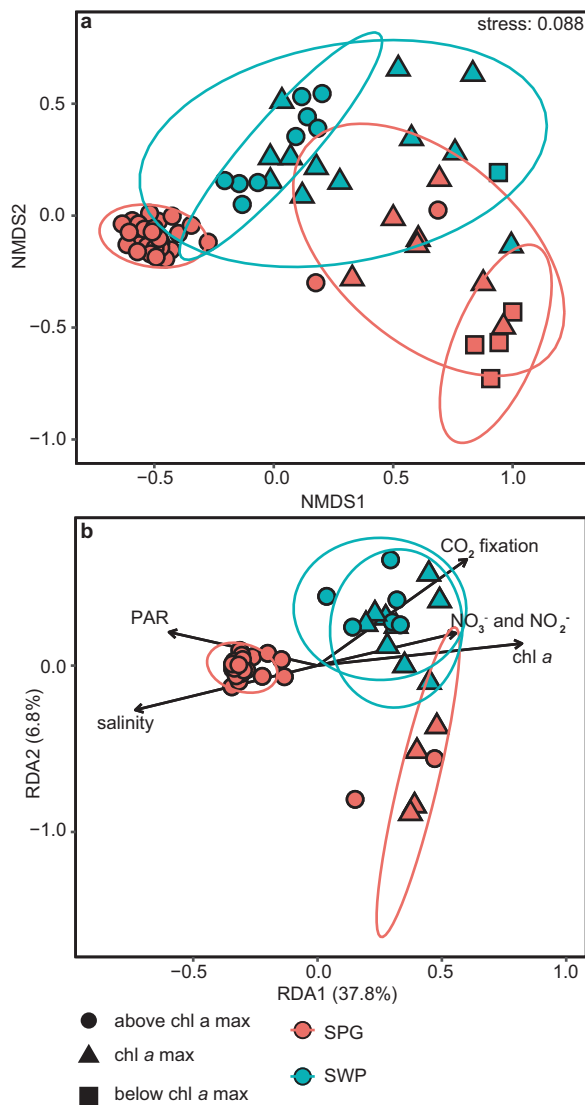 a
stress: 0.088
0.5
0.0
−0.5
−1.0
NMDS2
−0.5
0.0
0.5
1.0
NMDS1
b
CO₂ fixation
PAR
NO₃⁻ and NO₂⁻
chl a
salinity
0.0
−1.0
RDA2 (6.8%)
−0.5
0.0
0.5
1.0
RDA1 (37.8%)
above chl a max
SPG
chl a max
SWP
below chl a max